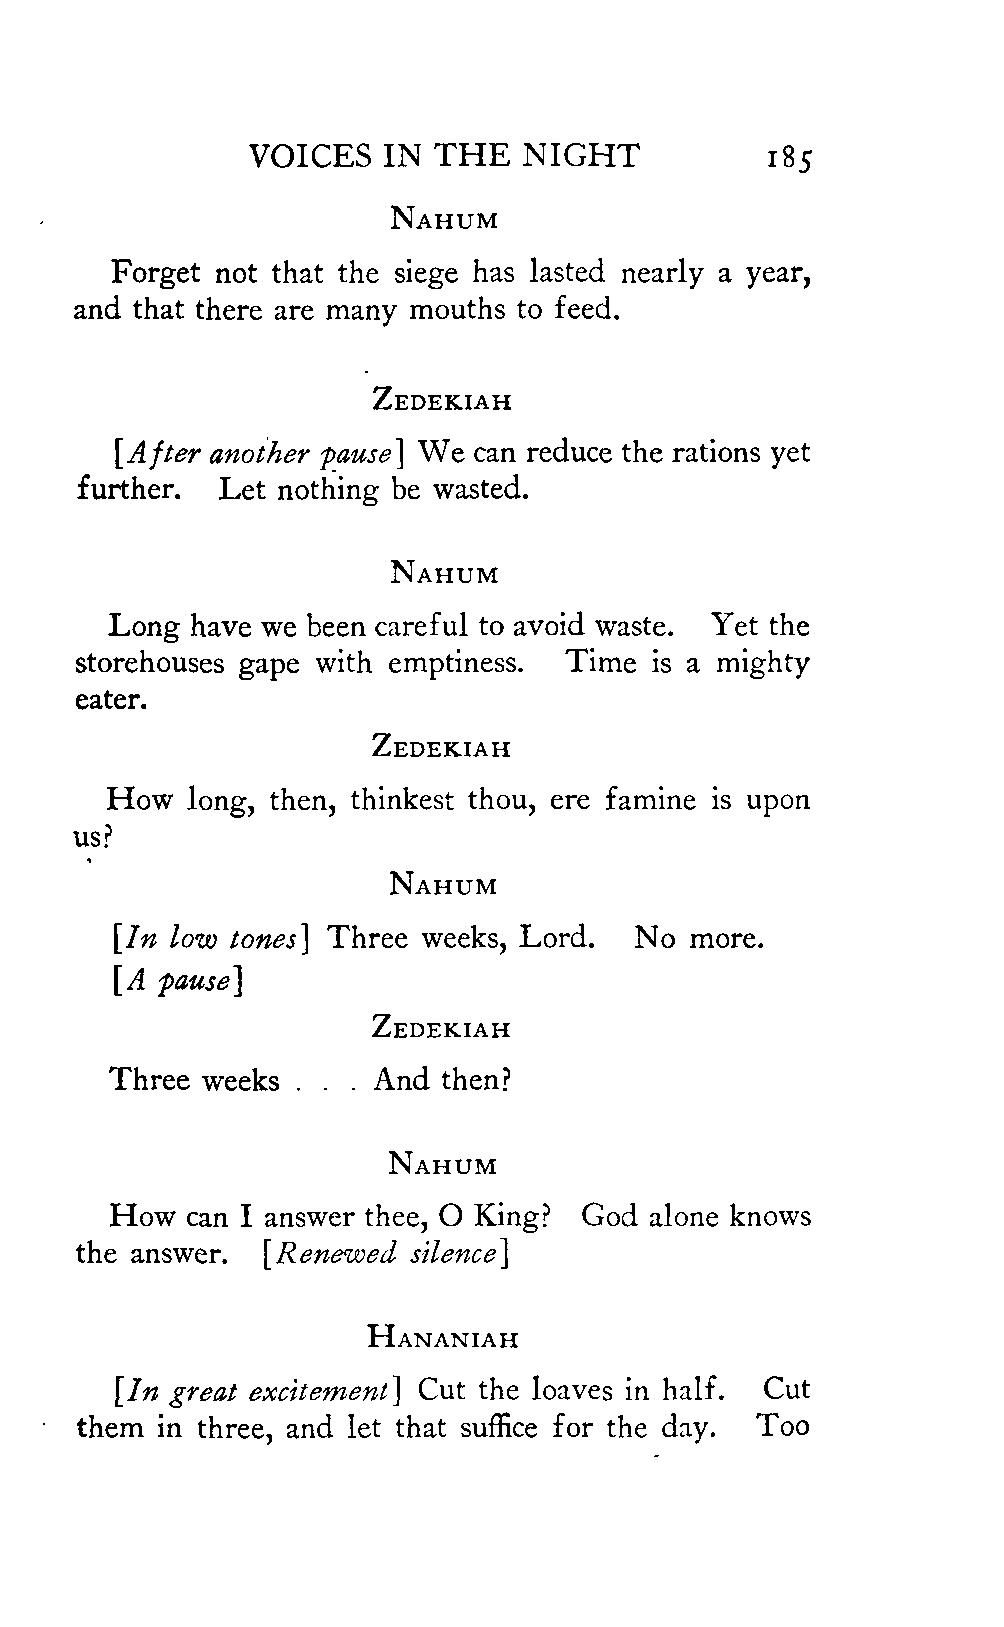 VOICES IN THE NIGHT 185
NAHUM
Forget not that the siege has lasted nearly a year,
and that there are many mouths to feed.
ZEDEKIAH
[After another pause] We can reduce the rations yet
further. Let nothing be wasted.
NAHUM
Long have we been careful to avoid waste. Yet the
storehouses gape with emptiness. Time is a mighty
eater.
ZEDEKIAH
How long, then, thinkest thou, ere famine is upon
us?
NAHUM
[In low tones] Three weeks, Lord. No more.
[A pause]
ZEDEKIAH
Three weeks . . . And then?
NAHUM
How can I answer thee, O King? God alone knows
the answer. [Renewed silence]
HANANIAH
[In great excitement] Cut the loaves in half. Cut
them in three, and let that suffice for the day. Too